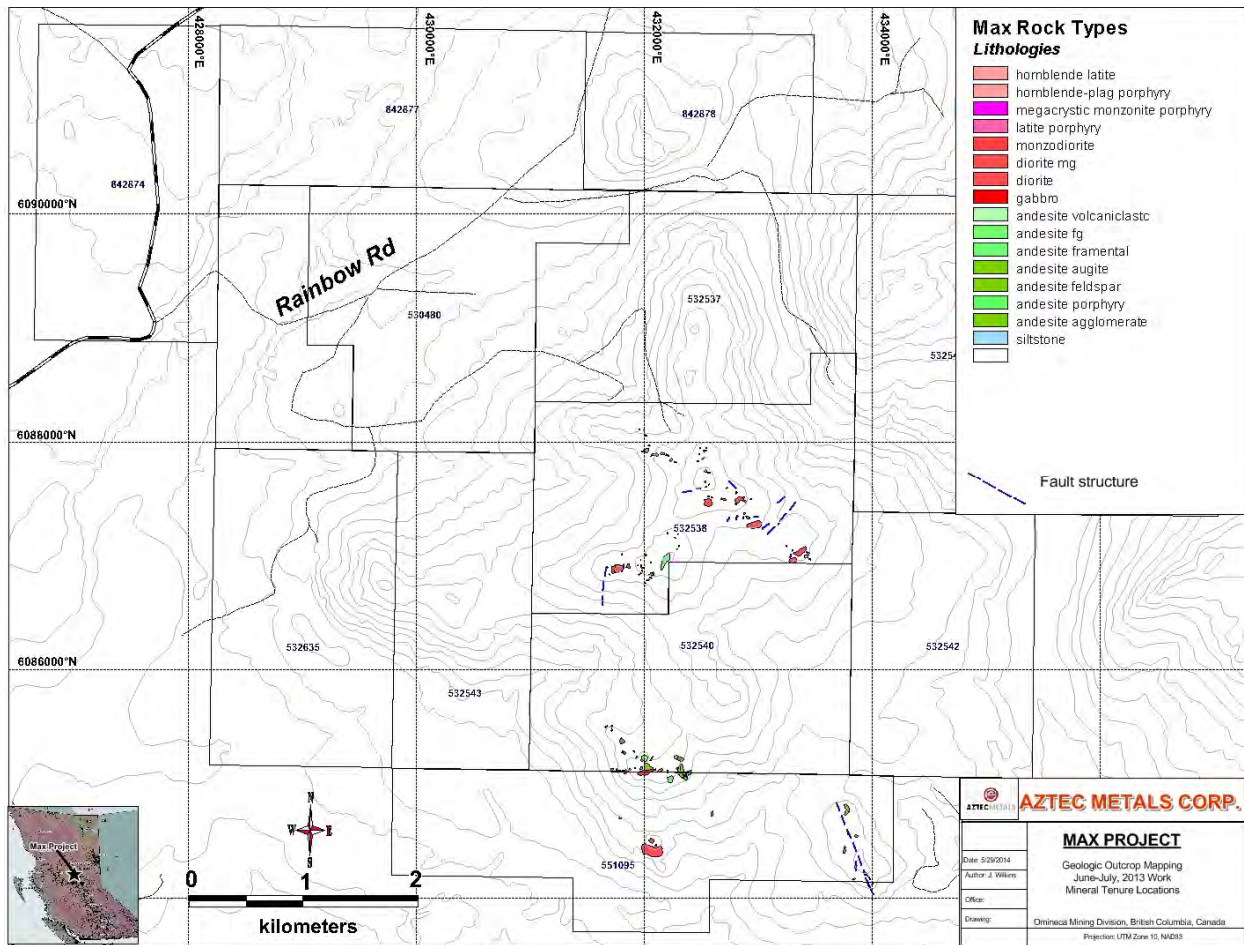 428000°E
430000°E
432000°E
434000°E
Max Rock Types
Lithologies
hornblende latite
hornblende-plag porphyry
megacrystic monzonite porphyry
latite porphyry
monzodiorite
diorite mg
diorite
gabbro
andesite volcaniclastc
andesite fg
andesite framental
andesite augite
andesite feldspar
andesite porphyry
andesite agglomerate
siltstone
Fault structure
842877
842878
842874
6090000°N
Rainbow Rd
530480
532537
53254
6088000°N
532538
532635
532540
532542
6086000°N
532543
551095
N
W E
S
0 1 2
kilometers
Max Project
AZTEC METALS
AZTEC METALS CORP.
MAX PROJECT
Geologic Outcrop Mapping
June-July, 2013 Work
Mineral Tenure Locations
Date: 5/29/2014
Author: J. Wilkins
Office:
Drawing:
Omineca Mining Division, British Columbia, Canada
Projection: UTM Zone 10, NAD83